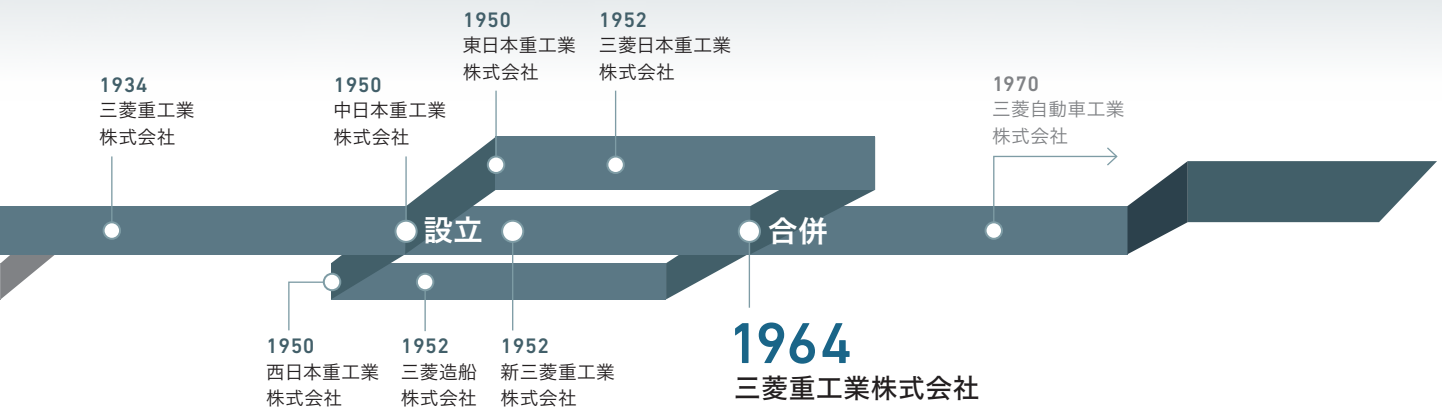 1934
三菱重工業
株式会社
1950
中日本重工業
株式会社
1950
東日本重工業
株式会社
1952
三菱日本重工業
株式会社
1970
三菱自動車工業
株式会社
設立
合併
1950
西日本重工業
株式会社
1952
三菱造船
株式会社
1952
新三菱重工業
株式会社
1964
三菱重工業株式会社